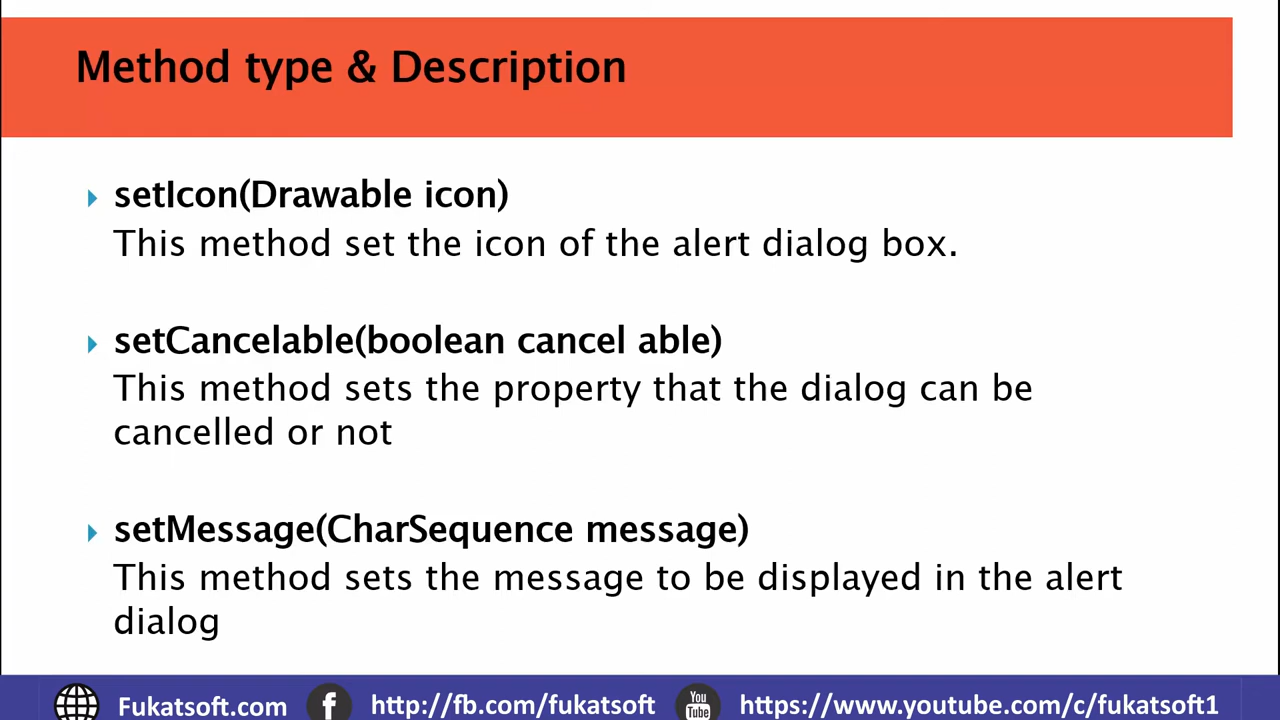 Method type & Description
setIcon(Drawable icon)
This method set the icon of the alert dialog box.
setCancelable(boolean cancel able)
This method sets the property that the dialog can be
cancelled or not
setMessage(CharSequence message)
This method sets the message to be displayed in the alert
dialog
Fukatsoft.com f http://fb.com/fukatsoft You Tube https://www.youtube.com/c/fukatsoft1